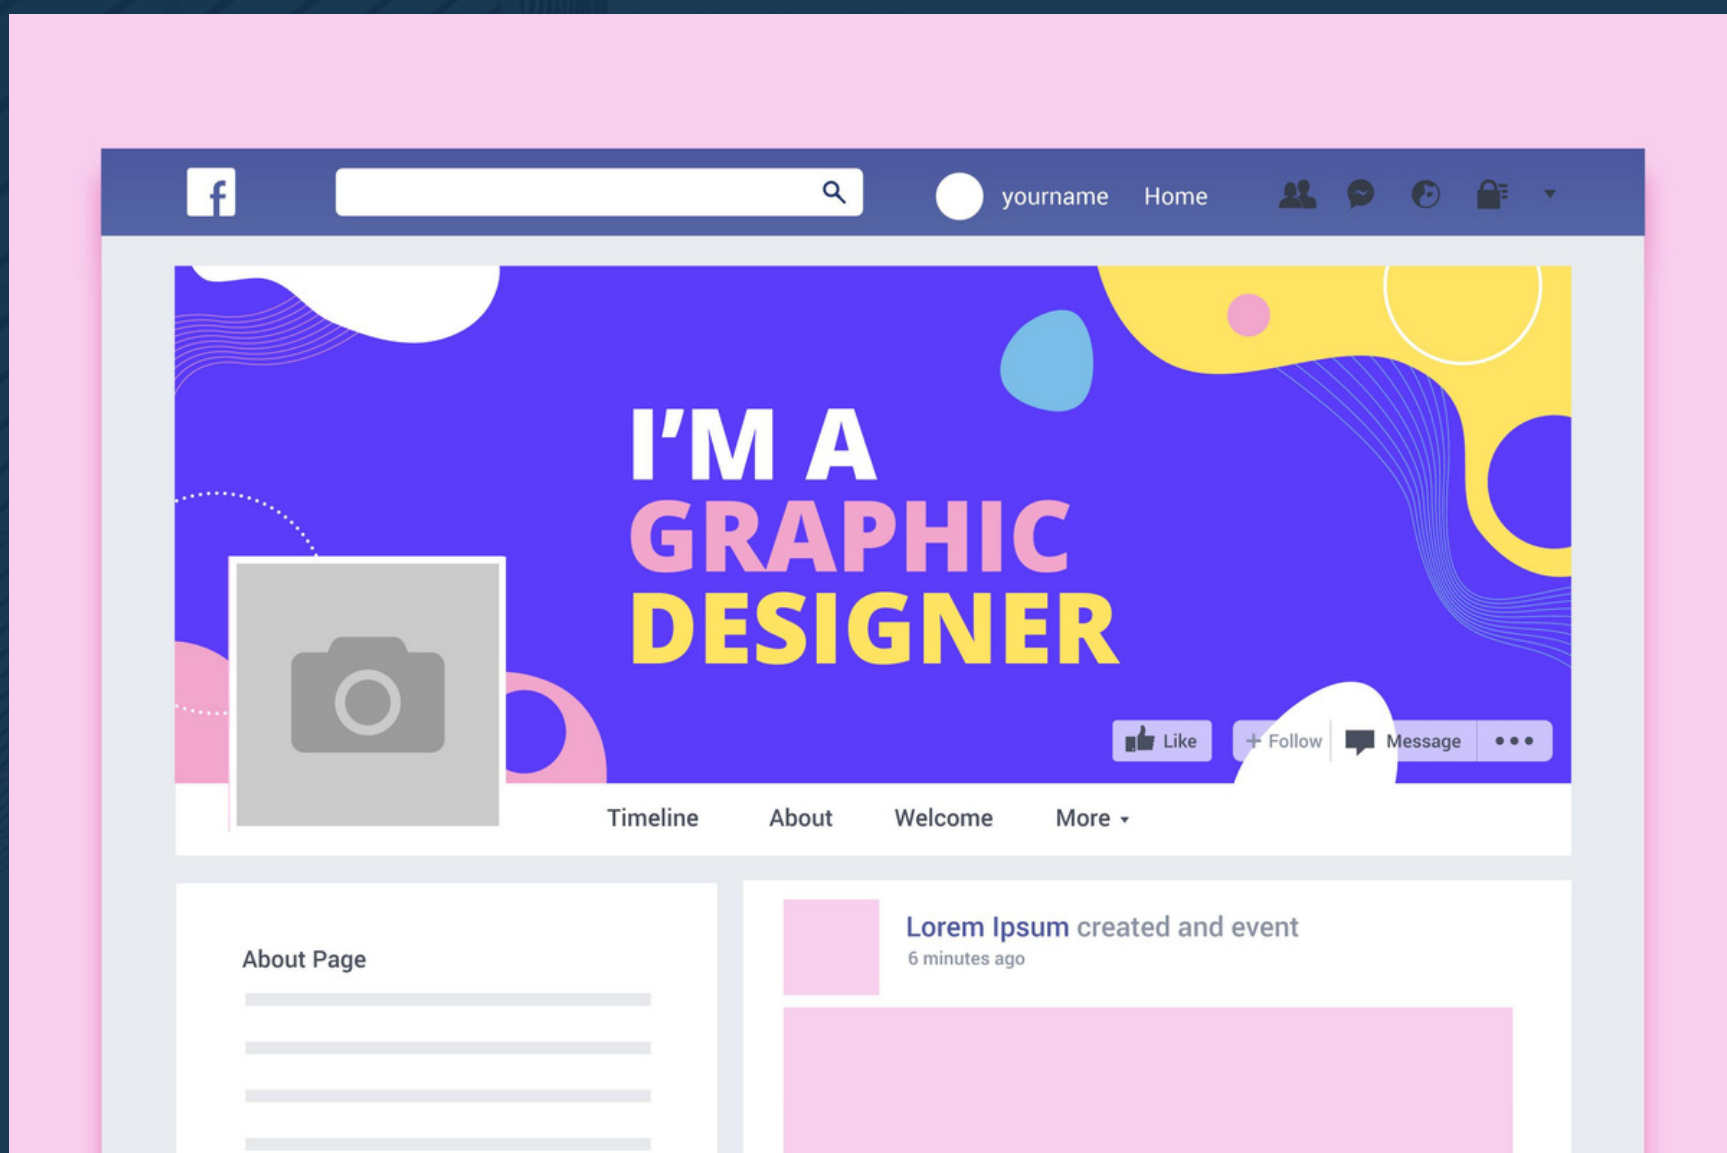 f
yourname Home
I'M A
GRAPHIC
DESIGNER
Like + Follow Message
Timeline About Welcome More
About Page
Lorem Ipsum created and event
6 minutes ago